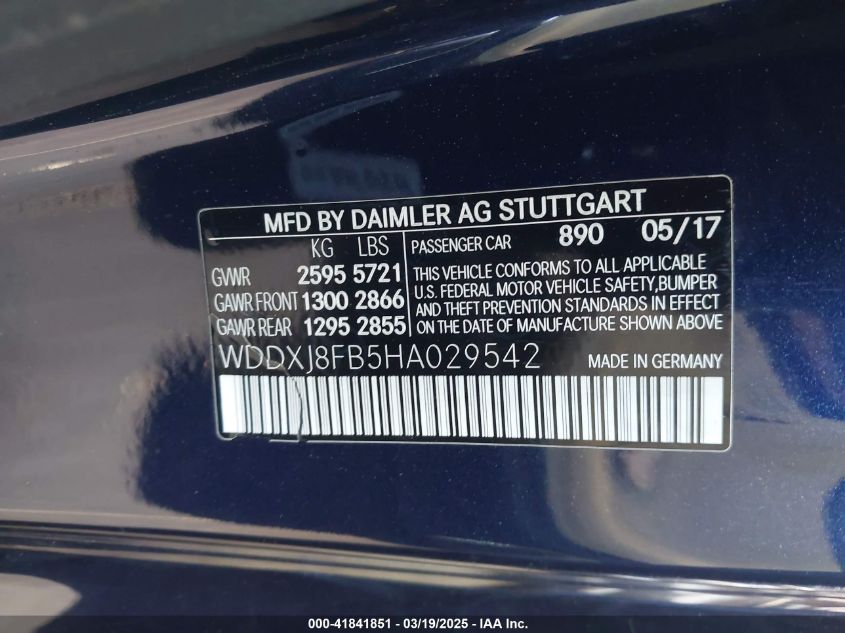 MFD BY DAIMLER AG STUTTGART
KG LBS
GVWR 2595 5721
GAWR FRONT 1300 2866
GAWR REAR 1295 2855
PASSENGER CAR 890 05/17
THIS VEHICLE CONFORMS TO ALL APPLICABLE
U.S. FEDERAL MOTOR VEHICLE SAFETY,BUMPER
AND THEFT PREVENTION STANDARDS IN EFFECT
ON THE DATE OF MANUFACTURE SHOWN ABOVE
WDDXJ8FB5HA029542 MADE IN GERMANY
000-41841851 / 03/19/2025 - IAA Inc.